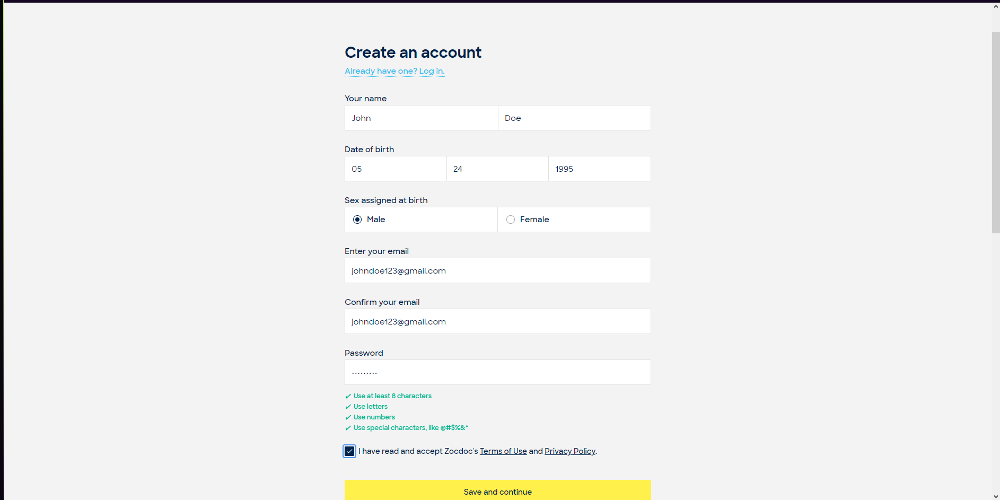 Create an account
Already have one? Log in.
Your name
John Doe
Date of birth
05 24 1995
Sex assigned at birth
Male Female
Enter your email
johndoe123@gmail.com
Confirm your email
johndoe123@gmail.com
Password
.........
✓ Use at least 8 characters
✓ Use letters
✓ Use numbers
✓ Use special characters, like @#$%&*
I have read and accept Zocdoc's Terms of Use and Privacy Policy.
Save and continue